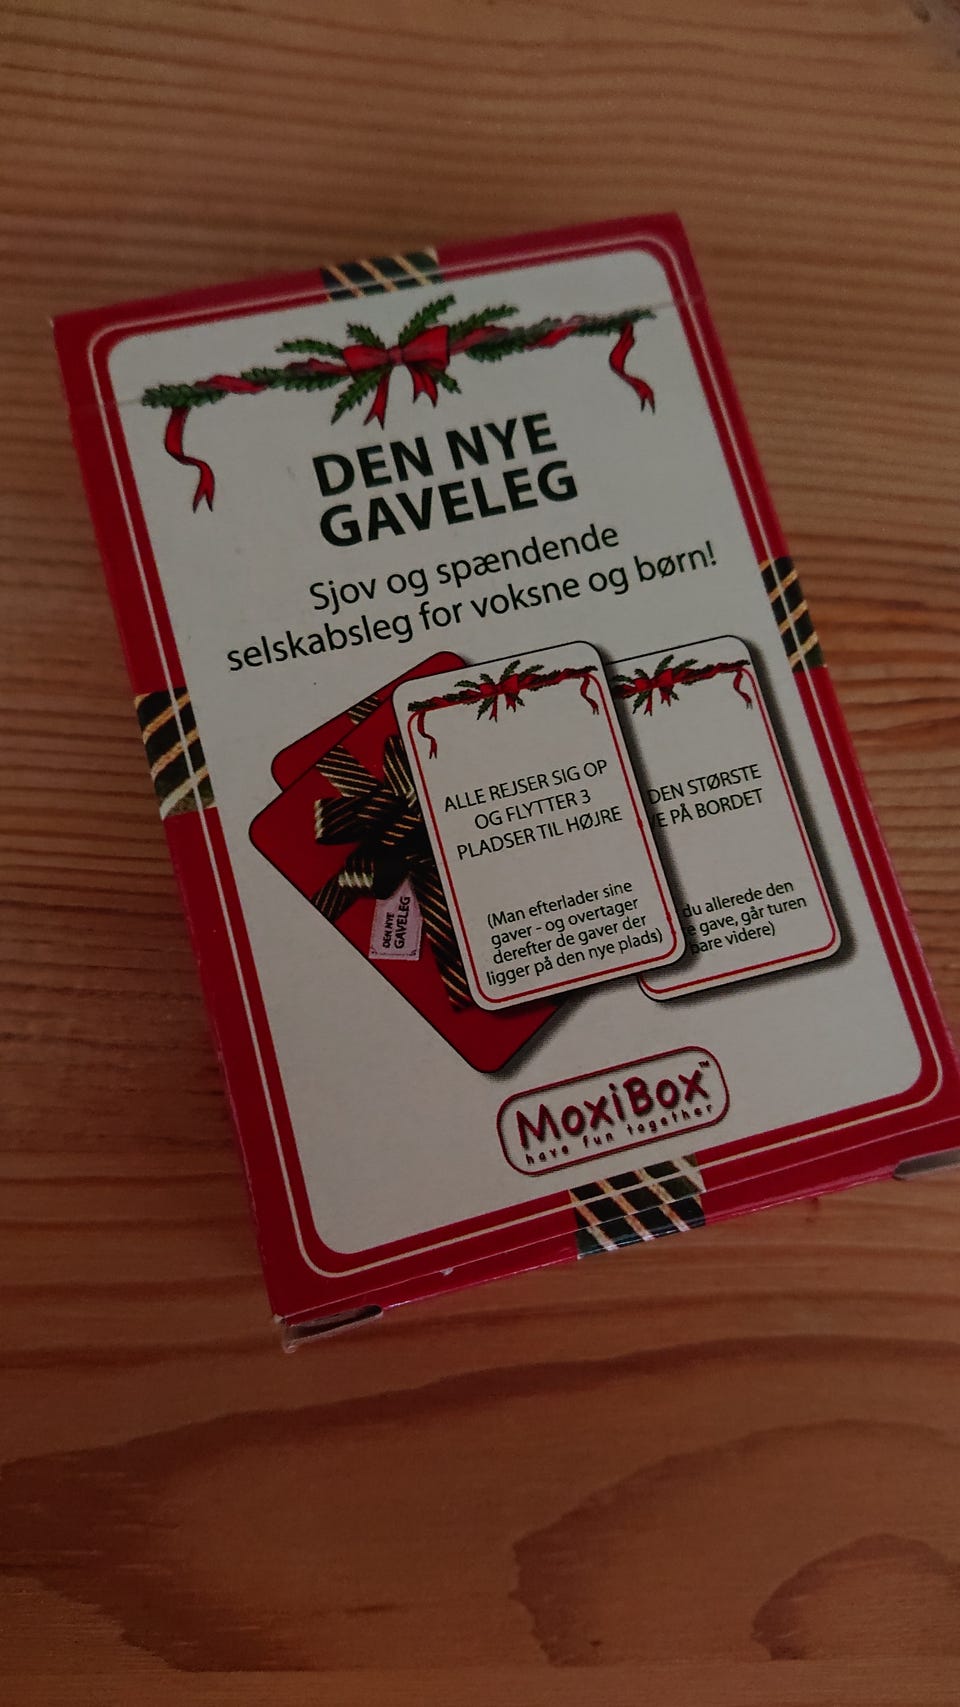 DEN NYE
GAVELEG
Sjov og spændende
selskabsleg for voksne og børn!
ALLE REJSER SIG OP
OG FLYTTER 3
PLADSER TIL HØJRE
(Man efterlader sine
gaver - og overtager
derefter de gaver der
ligger på den nye plads)
DEN STØRSTE
PÅ BORDET
du allerede den
gave, går turen
bare videre)
DEN NYE
GAVELEG
MoxiBox™
have fun together